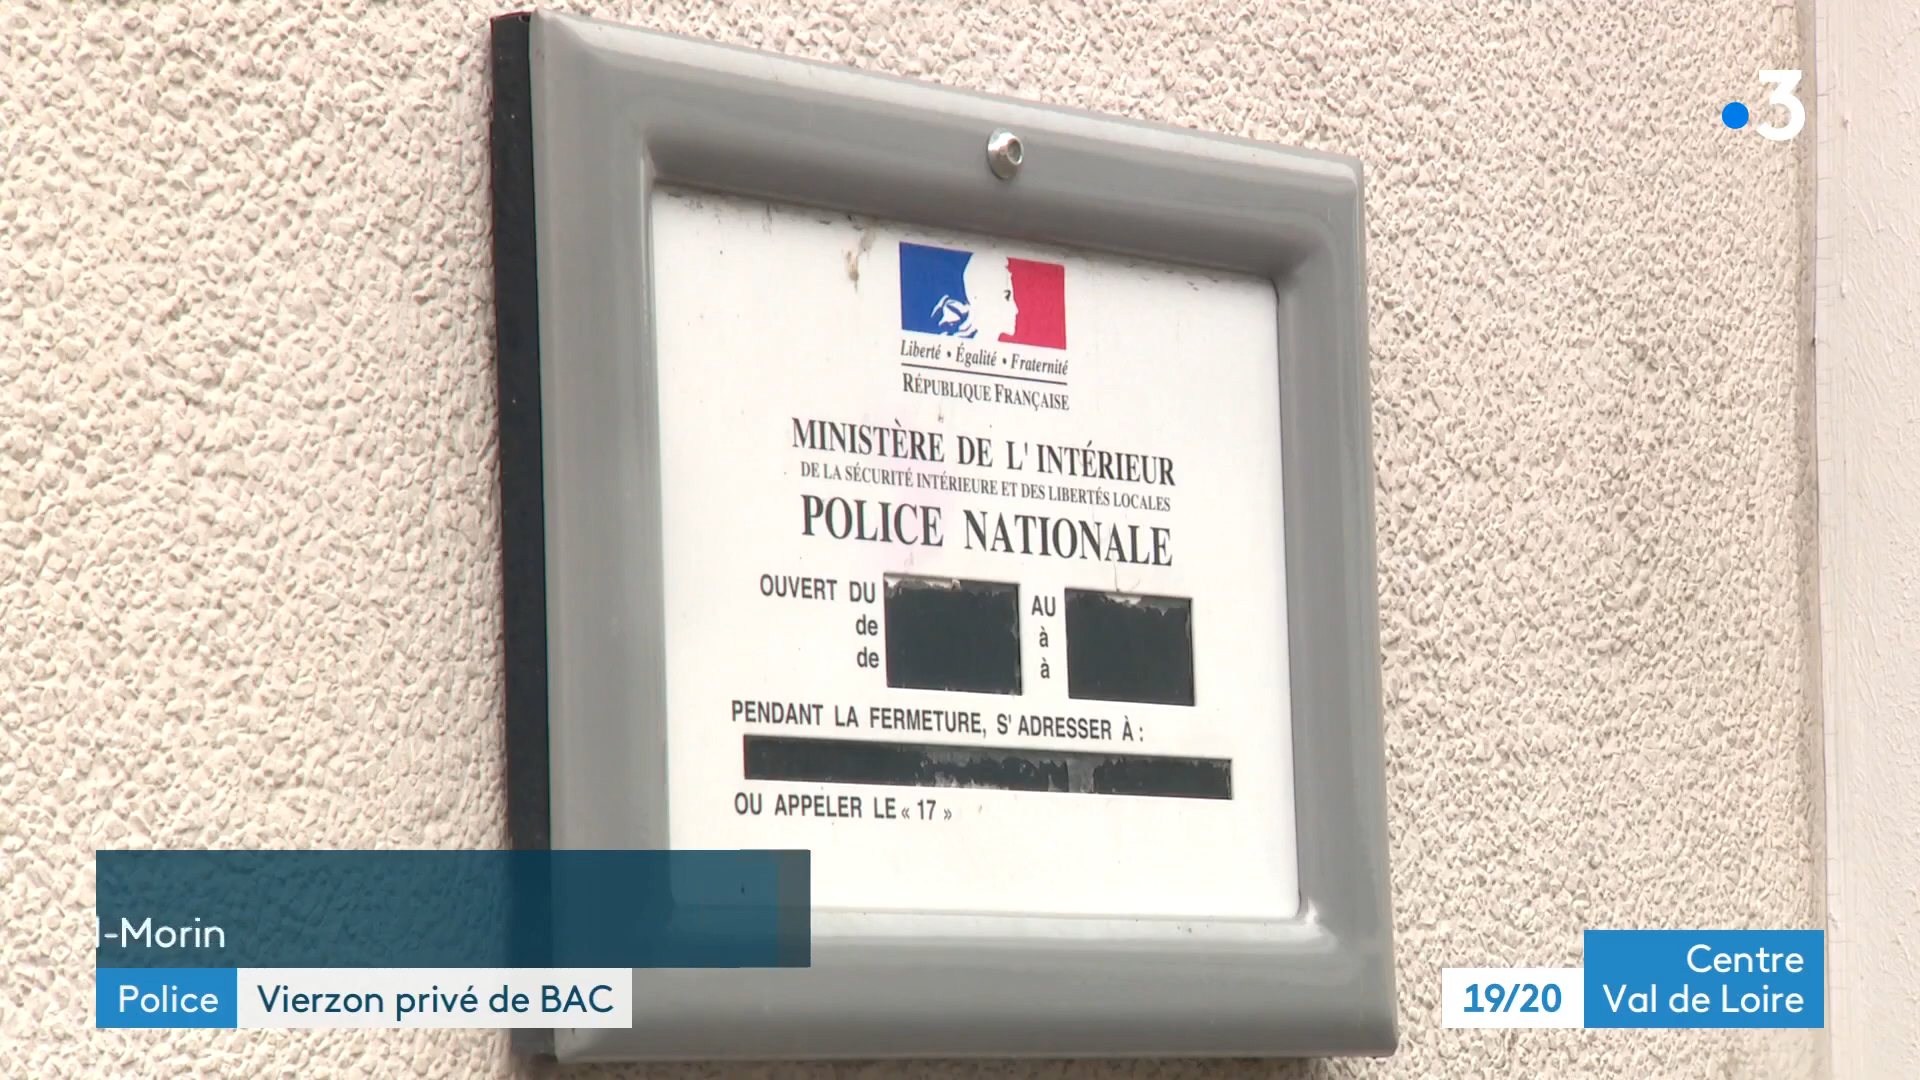 3
Liberté • Égalité • Fraternité
RÉPUBLIQUE FRANÇAISE
MINISTÈRE DE L'INTÉRIEUR
DE LA SÉCURITÉ INTÉRIEURE ET DES LIBERTÉS LOCALES
POLICE NATIONALE
OUVERT DU AU
de à
de à
PENDANT LA FERMETURE, S'ADRESSER À :
OU APPELER LE « 17 »
-Morin
Police Vierzon privé de BAC
19/20
Centre
Val de Loire